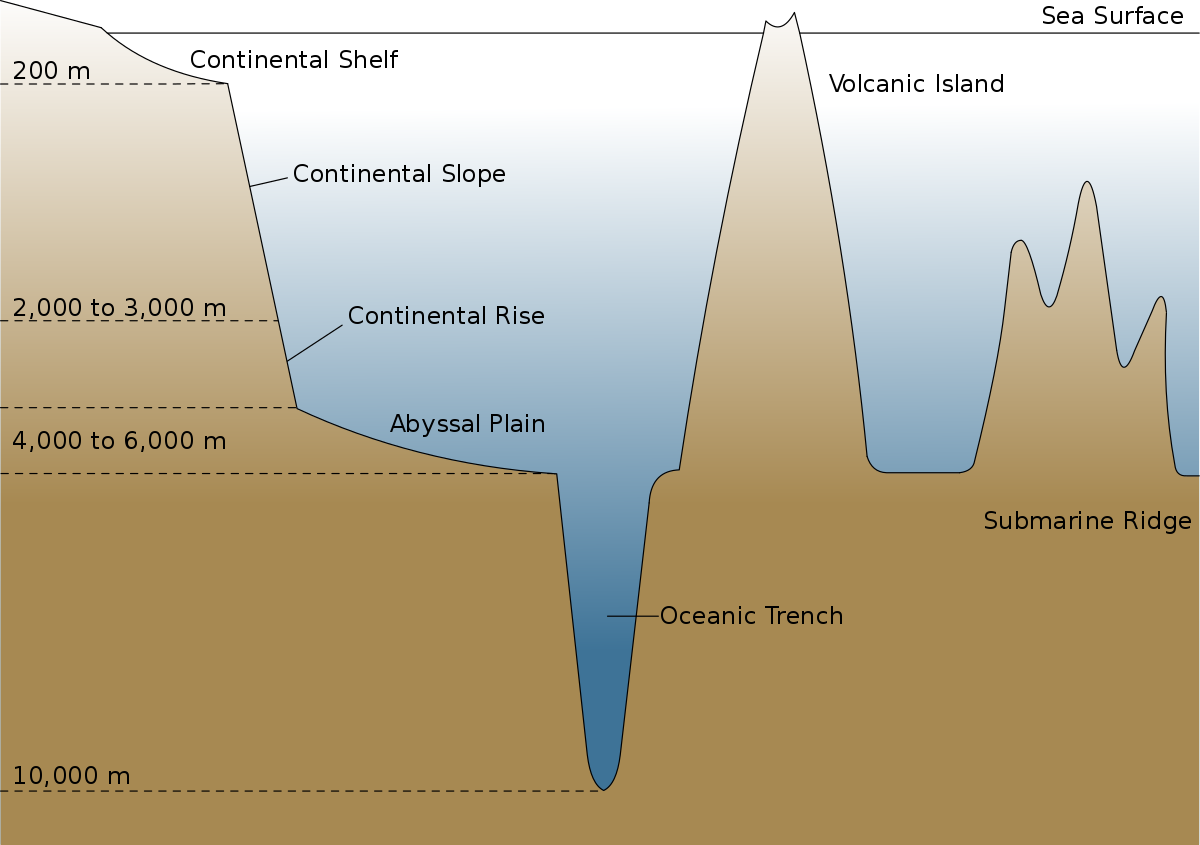 Sea Surface
Continental Shelf
200 m
Volcanic Island
Continental Slope
2,000 to 3,000 m
Continental Rise
Abyssal Plain
4,000 to 6,000 m
Submarine Ridge
Oceanic Trench
10,000 m